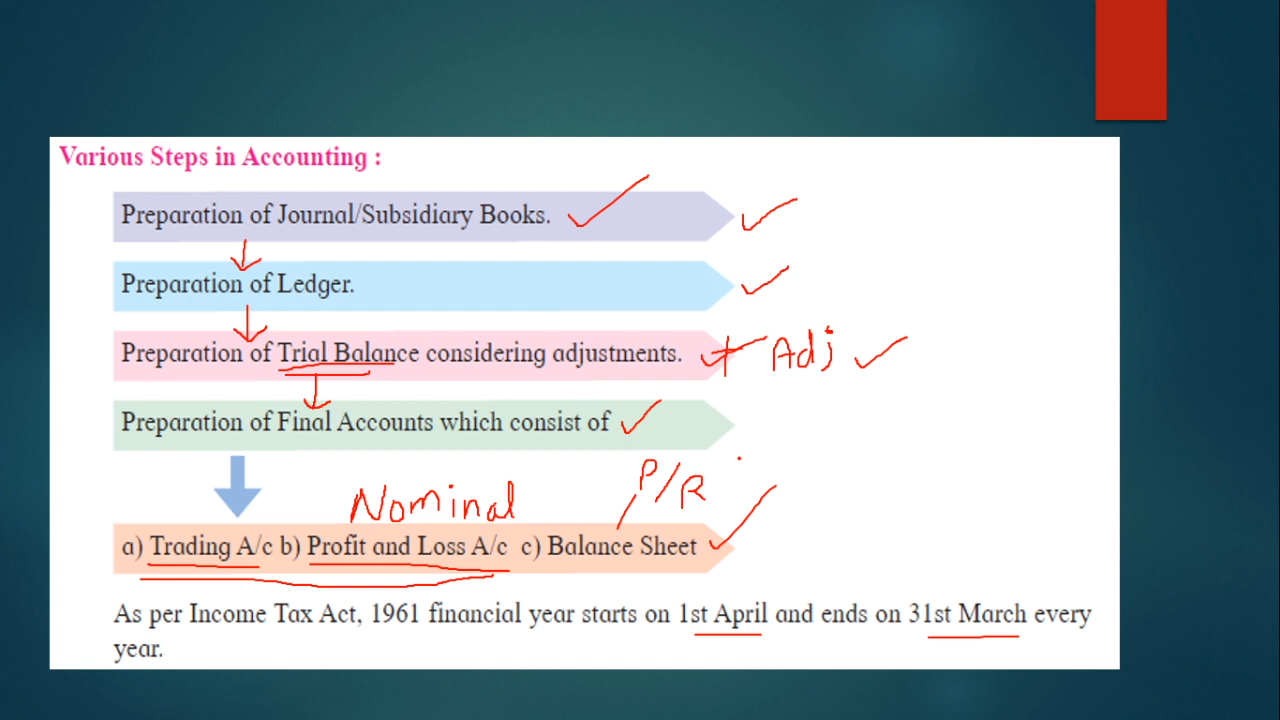 Various Steps in Accounting :
Preparation of Journal/Subsidiary Books.
Preparation of Ledger.
Preparation of Trial Balance considering adjustments. + Adj
Preparation of Final Accounts which consist of
P/R
Nominal
a) Trading A/c b) Profit and Loss A/c c) Balance Sheet
As per Income Tax Act, 1961 financial year starts on 1st April and ends on 31st March every
year.